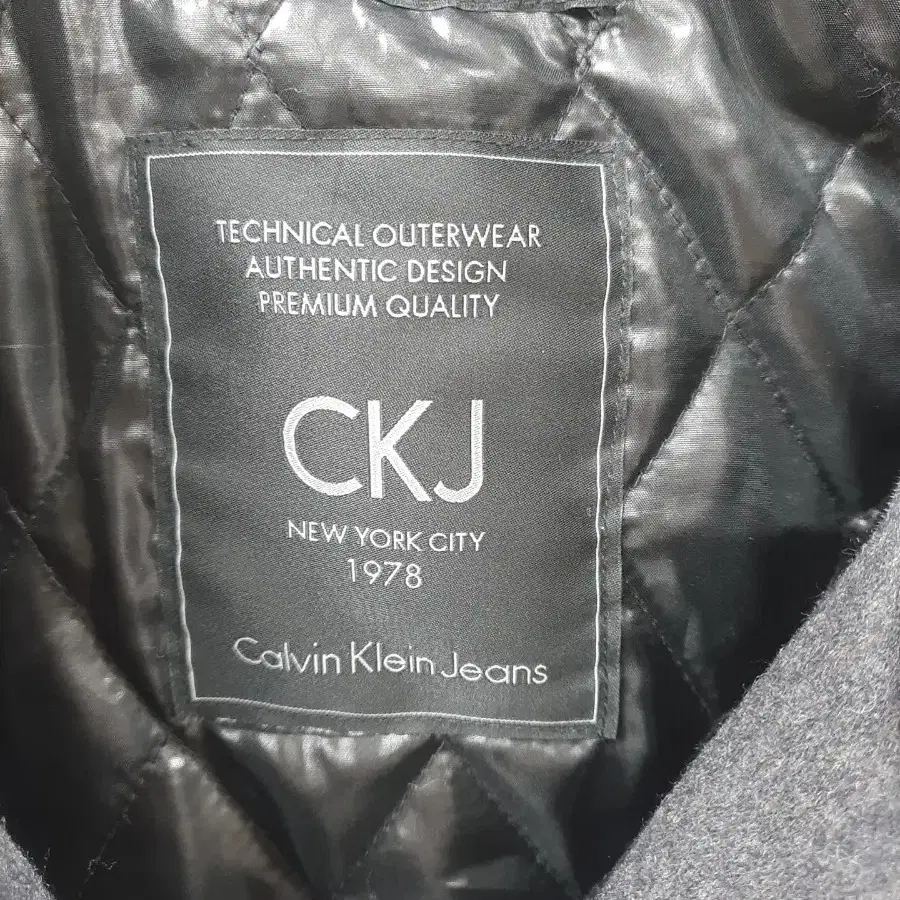 TECHNICAL OUTERWEAR
AUTHENTIC DESIGN
PREMIUM QUALITY
CKJ
NEW YORK CITY
1978
Calvin Klein Jeans